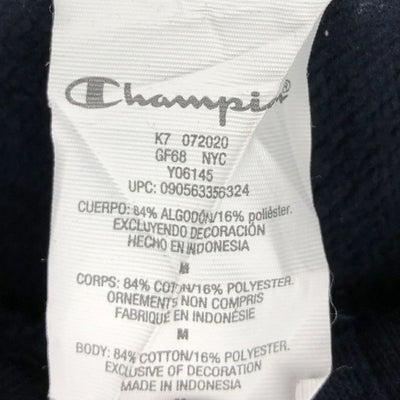 Champion®
K7 072020
GF68 NYC
Y06145
UPC: 090563356324
CUERPO: 84% ALGODÓN/16% poliéster.
EXCLUYENDO DECORACIÓN
HECHO EN INDONESIA
M
CORPS: 84% COTON/16% POLYESTER.
ORNEMENTS NON COMPRIS
FABRIQUÉ EN INDONÉSIE
M
BODY: 84% COTTON/16% POLYESTER.
EXCLUSIVE OF DECORATION
MADE IN INDONESIA